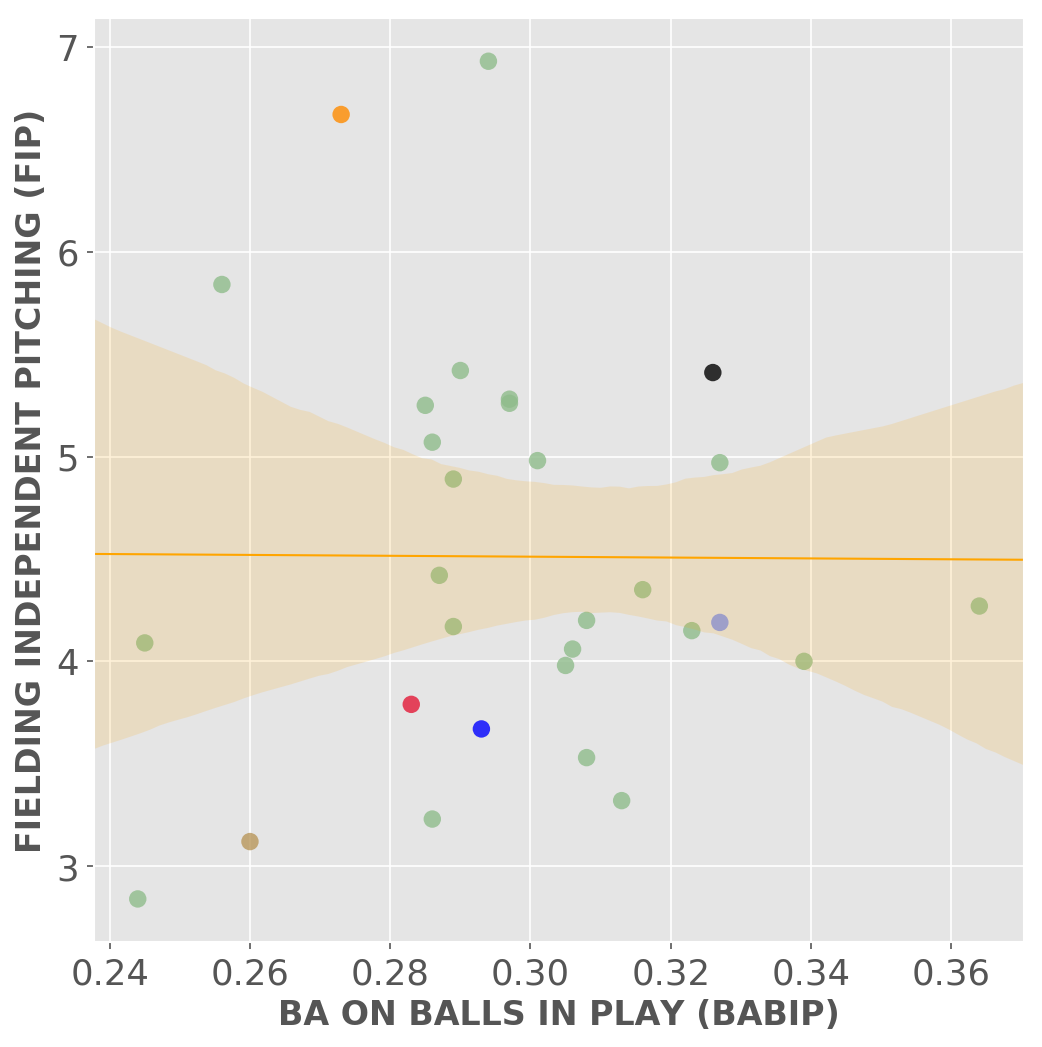 FIELDING INDEPENDENT PITCHING (FIP)
7
6
5
4
3
0.24 0.26 0.28 0.30 0.32 0.34 0.36
BA ON BALLS IN PLAY (BABIP)